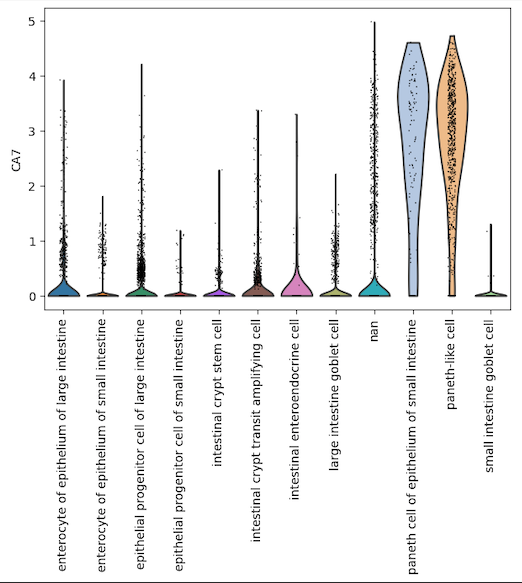 CA7
5
4
3
2
1
0
enterocyte of epithelium of large intestine
enterocyte of epithelium of small intestine
epithelial progenitor cell of large intestine
epithelial progenitor cell of small intestine
intestinal crypt stem cell
intestinal crypt transit amplifying cell
intestinal enteroendocrine cell
large intestine goblet cell
nan
paneth cell of epithelium of small intestine
paneth-like cell
small intestine goblet cell